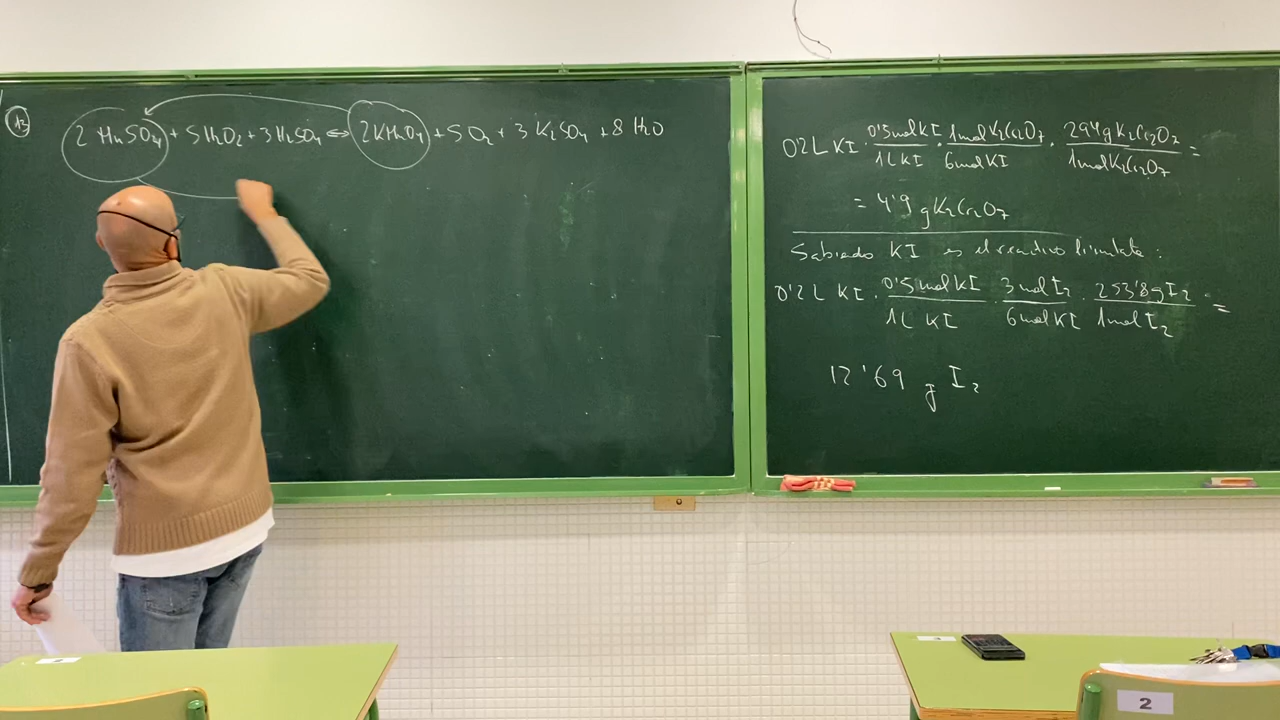 13
2 MnSO4 + 5 H2O2 + 3 H2SO4 ⇔ 2 KMnO4 + 5 O2 + 3 K2SO4 + 8 H2O
0'2 L KI · 0'5 mol KI / 1 L KI · 1 mol K2Cr2O7 / 6 mol KI · 294 g K2Cr2O7 / 1 mol K2Cr2O7 =
= 4'9 g K2Cr2O7
Sabiendo KI es el reactivo limitante:
0'2 L KI · 0'5 mol KI / 1 L KI · 3 mol I2 / 6 mol KI · 253'8 g I2 / 1 mol I2 =
12'69 g I2
2